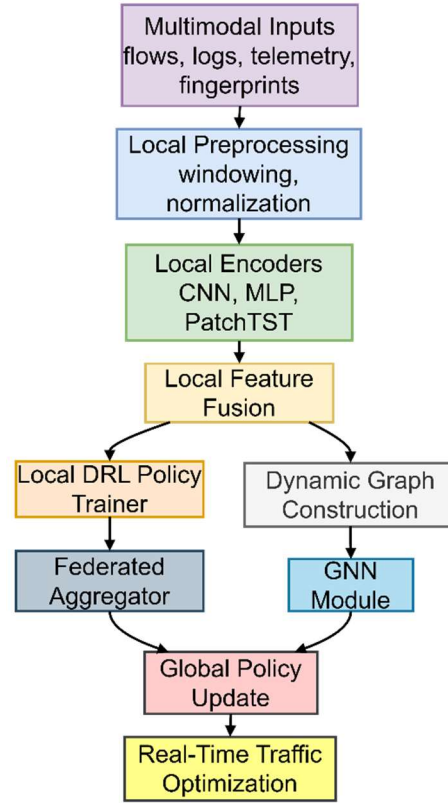 Multimodal Inputs
flows, logs, telemetry,
fingerprints
Local Preprocessing
windowing,
normalization
Local Encoders
CNN, MLP,
PatchTST
Local Feature
Fusion
Local DRL Policy
Trainer
Dynamic Graph
Construction
Federated
Aggregator
GNN
Module
Global Policy
Update
Real-Time Traffic
Optimization